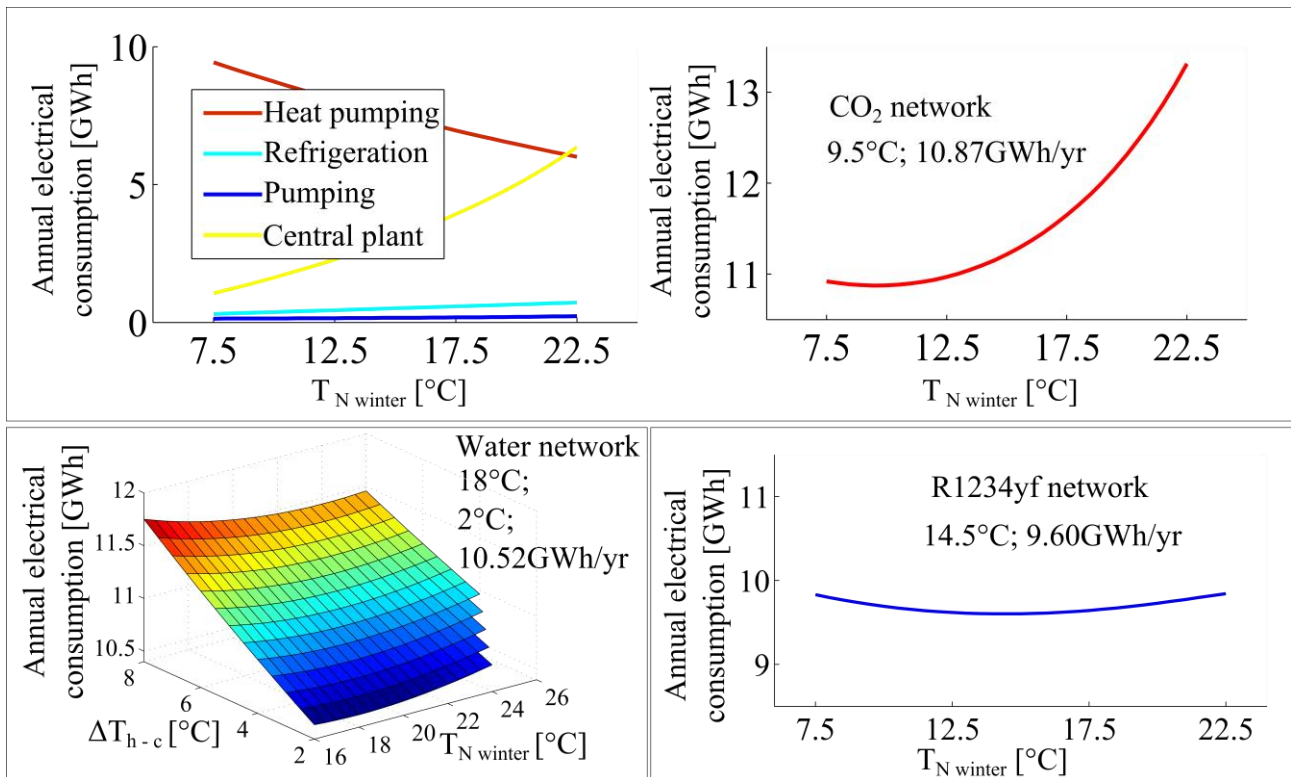 Annual electrical
consumption [GWh]
10
5
0
Heat pumping
Refrigeration
Pumping
Central plant
7.5 12.5 17.5 22.5
T N winter [°C]
Annual electrical
consumption [GWh]
13
12
11
CO2 network
9.5°C; 10.87GWh/yr
7.5 12.5 17.5 22.5
T N winter [°C]
Annual electrical
consumption [GWh]
12
11.5
11
10.5
Water network
18°C;
2°C;
10.52GWh/yr
8
6
4
2
ΔT h - c [°C]
16 18 20 22 24 26
T N winter [°C]
Annual electrical
consumption [GWh]
11
10
9
R1234yf network
14.5°C; 9.60GWh/yr
7.5 12.5 17.5 22.5
T N winter [°C]